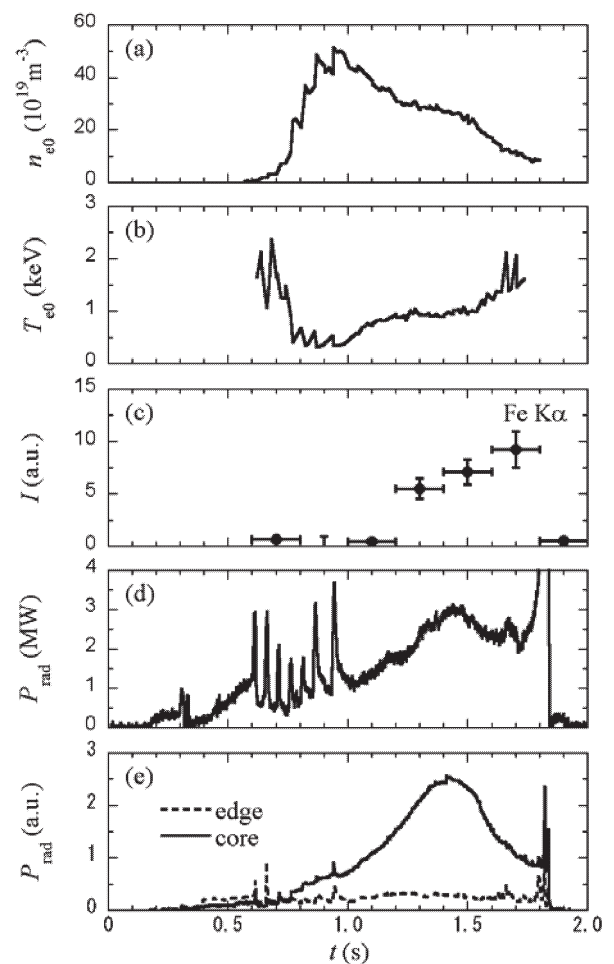 60
(a)
40
20
0
n_e0 (10^19 m^-3)
3
(b)
2
1
0
T_e0 (keV)
15
(c)
Fe Kα
10
5
0
I (a.u.)
4
(d)
3
2
1
0
P_rad (MW)
3
(e)
2
edge
core
1
0
P_rad (a.u.)
0 0.5 1.0 1.5 2.0
t (s)